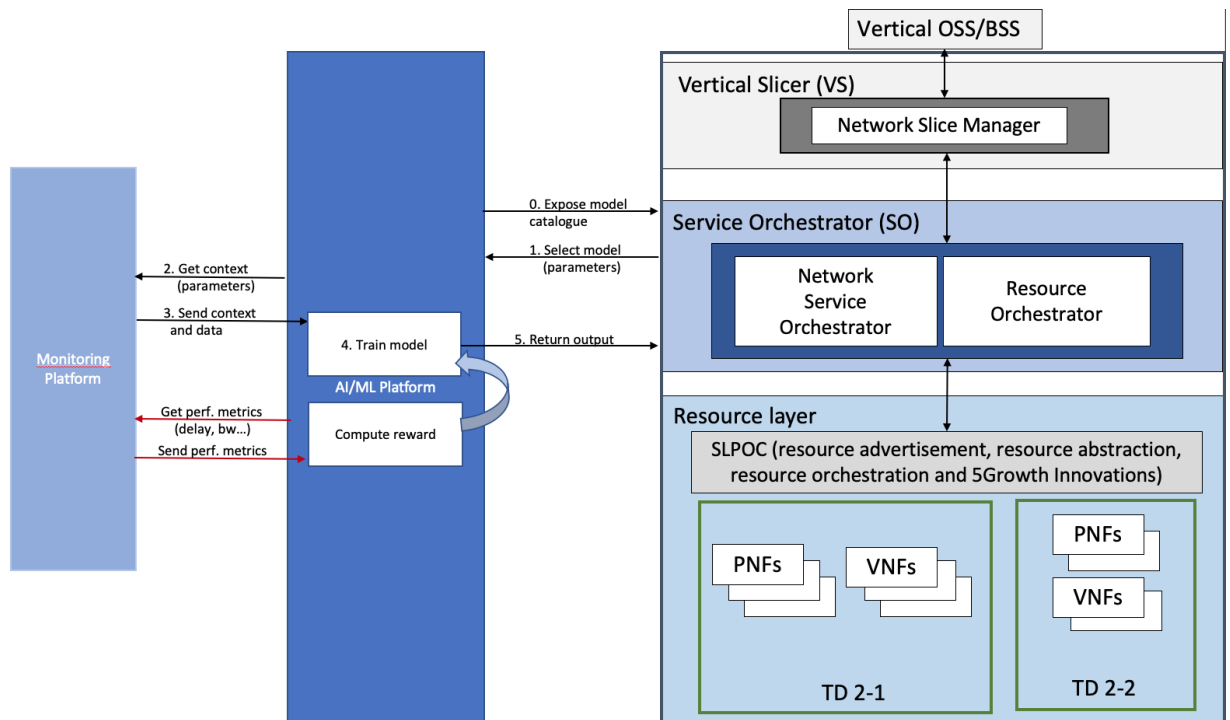 Vertical OSS/BSS
Vertical Slicer (VS)
Network Slice Manager
0. Expose model
catalogue
Service Orchestrator (SO)
1. Select model
(parameters)
2. Get context
(parameters)
Network
Service
Orchestrator
Resource
Orchestrator
3. Send context
and data
4. Train model
5. Return output
Monitoring
Platform
AI/ML Platform
Get perf. metrics
(delay, bw...)
Compute reward
Send perf. metrics
Resource layer
SLPOC (resource advertisement, resource abstraction,
resource orchestration and 5Growth Innovations)
PNFs
VNFs
TD 2-1
PNFs
VNFs
TD 2-2